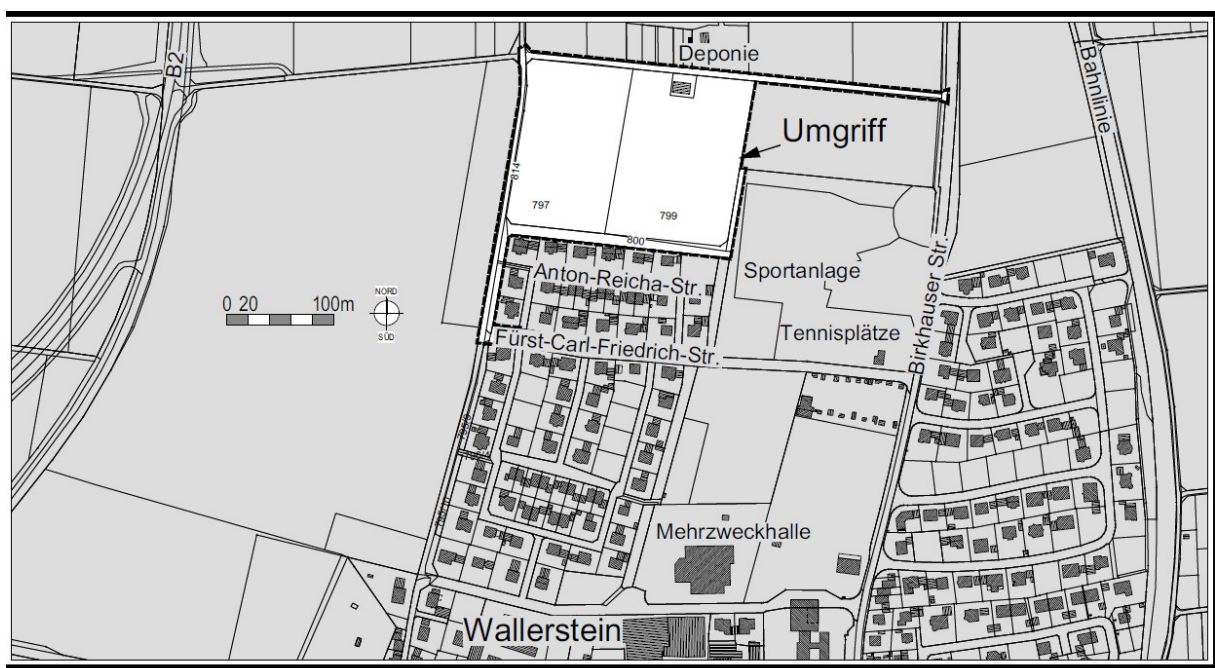 B2
Deponie
Bahnlinie
Umgriff
814
797
799
800
Sportanlage
Anton-Reicha-Str.
0 20 100m
NORD
SÜD
Tennisplätze
Birkhauser Str.
Fürst-Carl-Friedrich-Str.
Mehrzweckhalle
Wallerstein